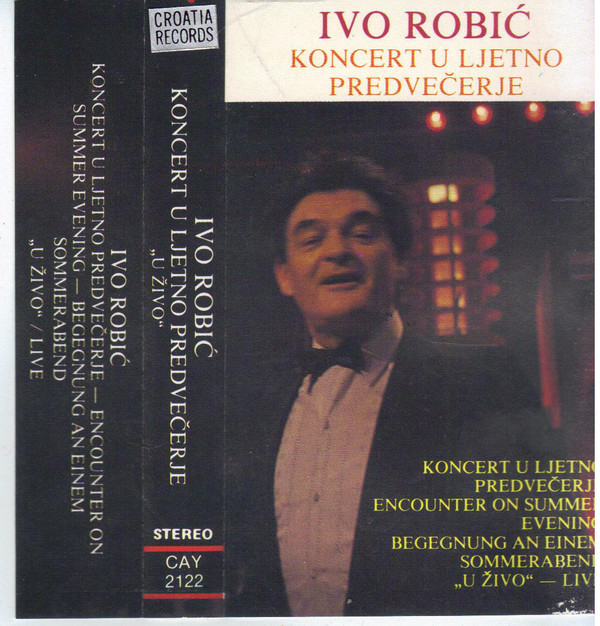 IVO ROBIĆ
KONCERT U LJETNO PREDVEČERJE — ENCOUNTER ON
SUMMER EVENING — BEGEGNUNG AN EINEM
SOMMERABEND
„U ŽIVO“ / LIVE
CROATIA
RECORDS
IVO ROBIĆ
KONCERT U LJETNO PREDVEČERJE
„U ŽIVO“
STEREO
CAY
2122
IVO ROBIĆ
KONCERT U LJETNO
PREDVEČERJE
KONCERT U LJETNO
PREDVEČERJE
ENCOUNTER ON SUMMER
EVENING
BEGEGNUNG AN EINEM
SOMMERABEND
„U ŽIVO“ — LIVE